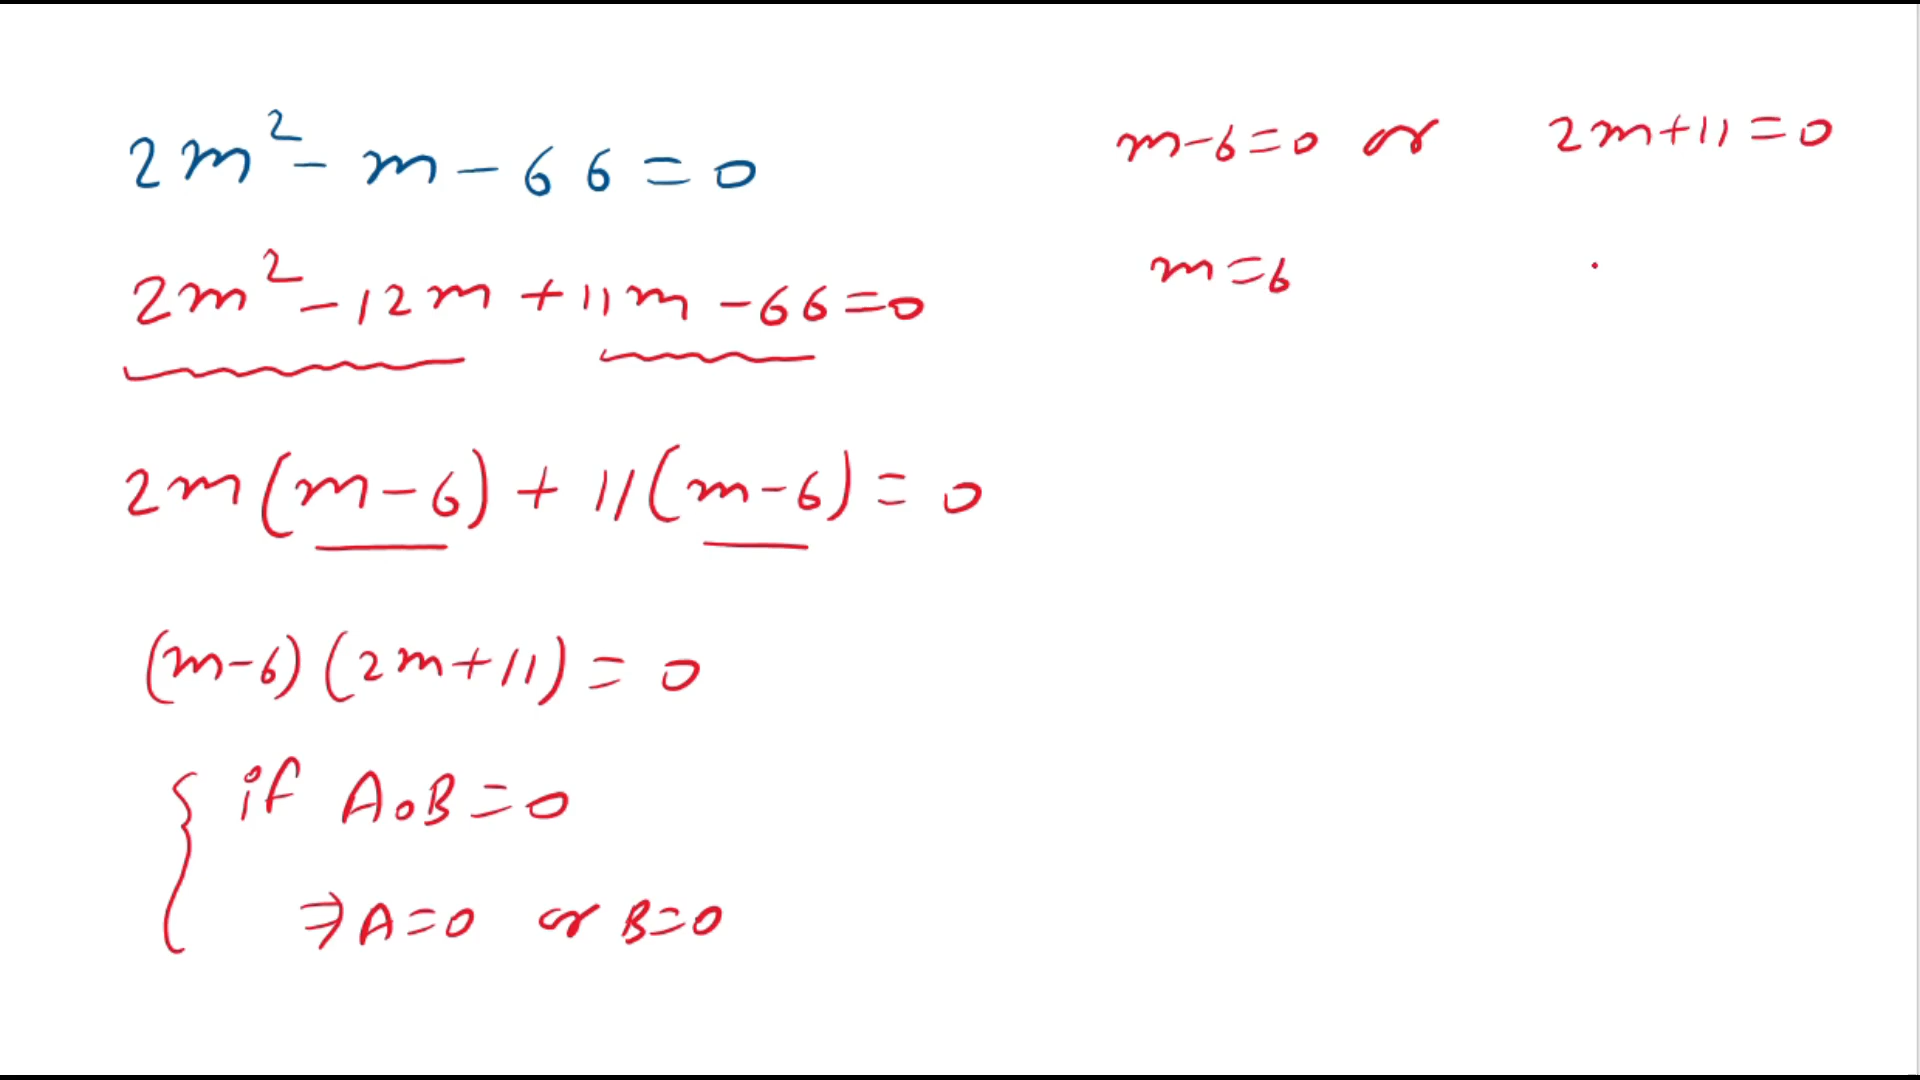 2m² - m - 66 = 0
2m² - 12m + 11m - 66 = 0
2m(m-6) + 11(m-6) = 0
(m-6)(2m+11) = 0
if A∘B = 0
⇒ A=0 or B=0
m-6=0 or 2m+11=0
m=6